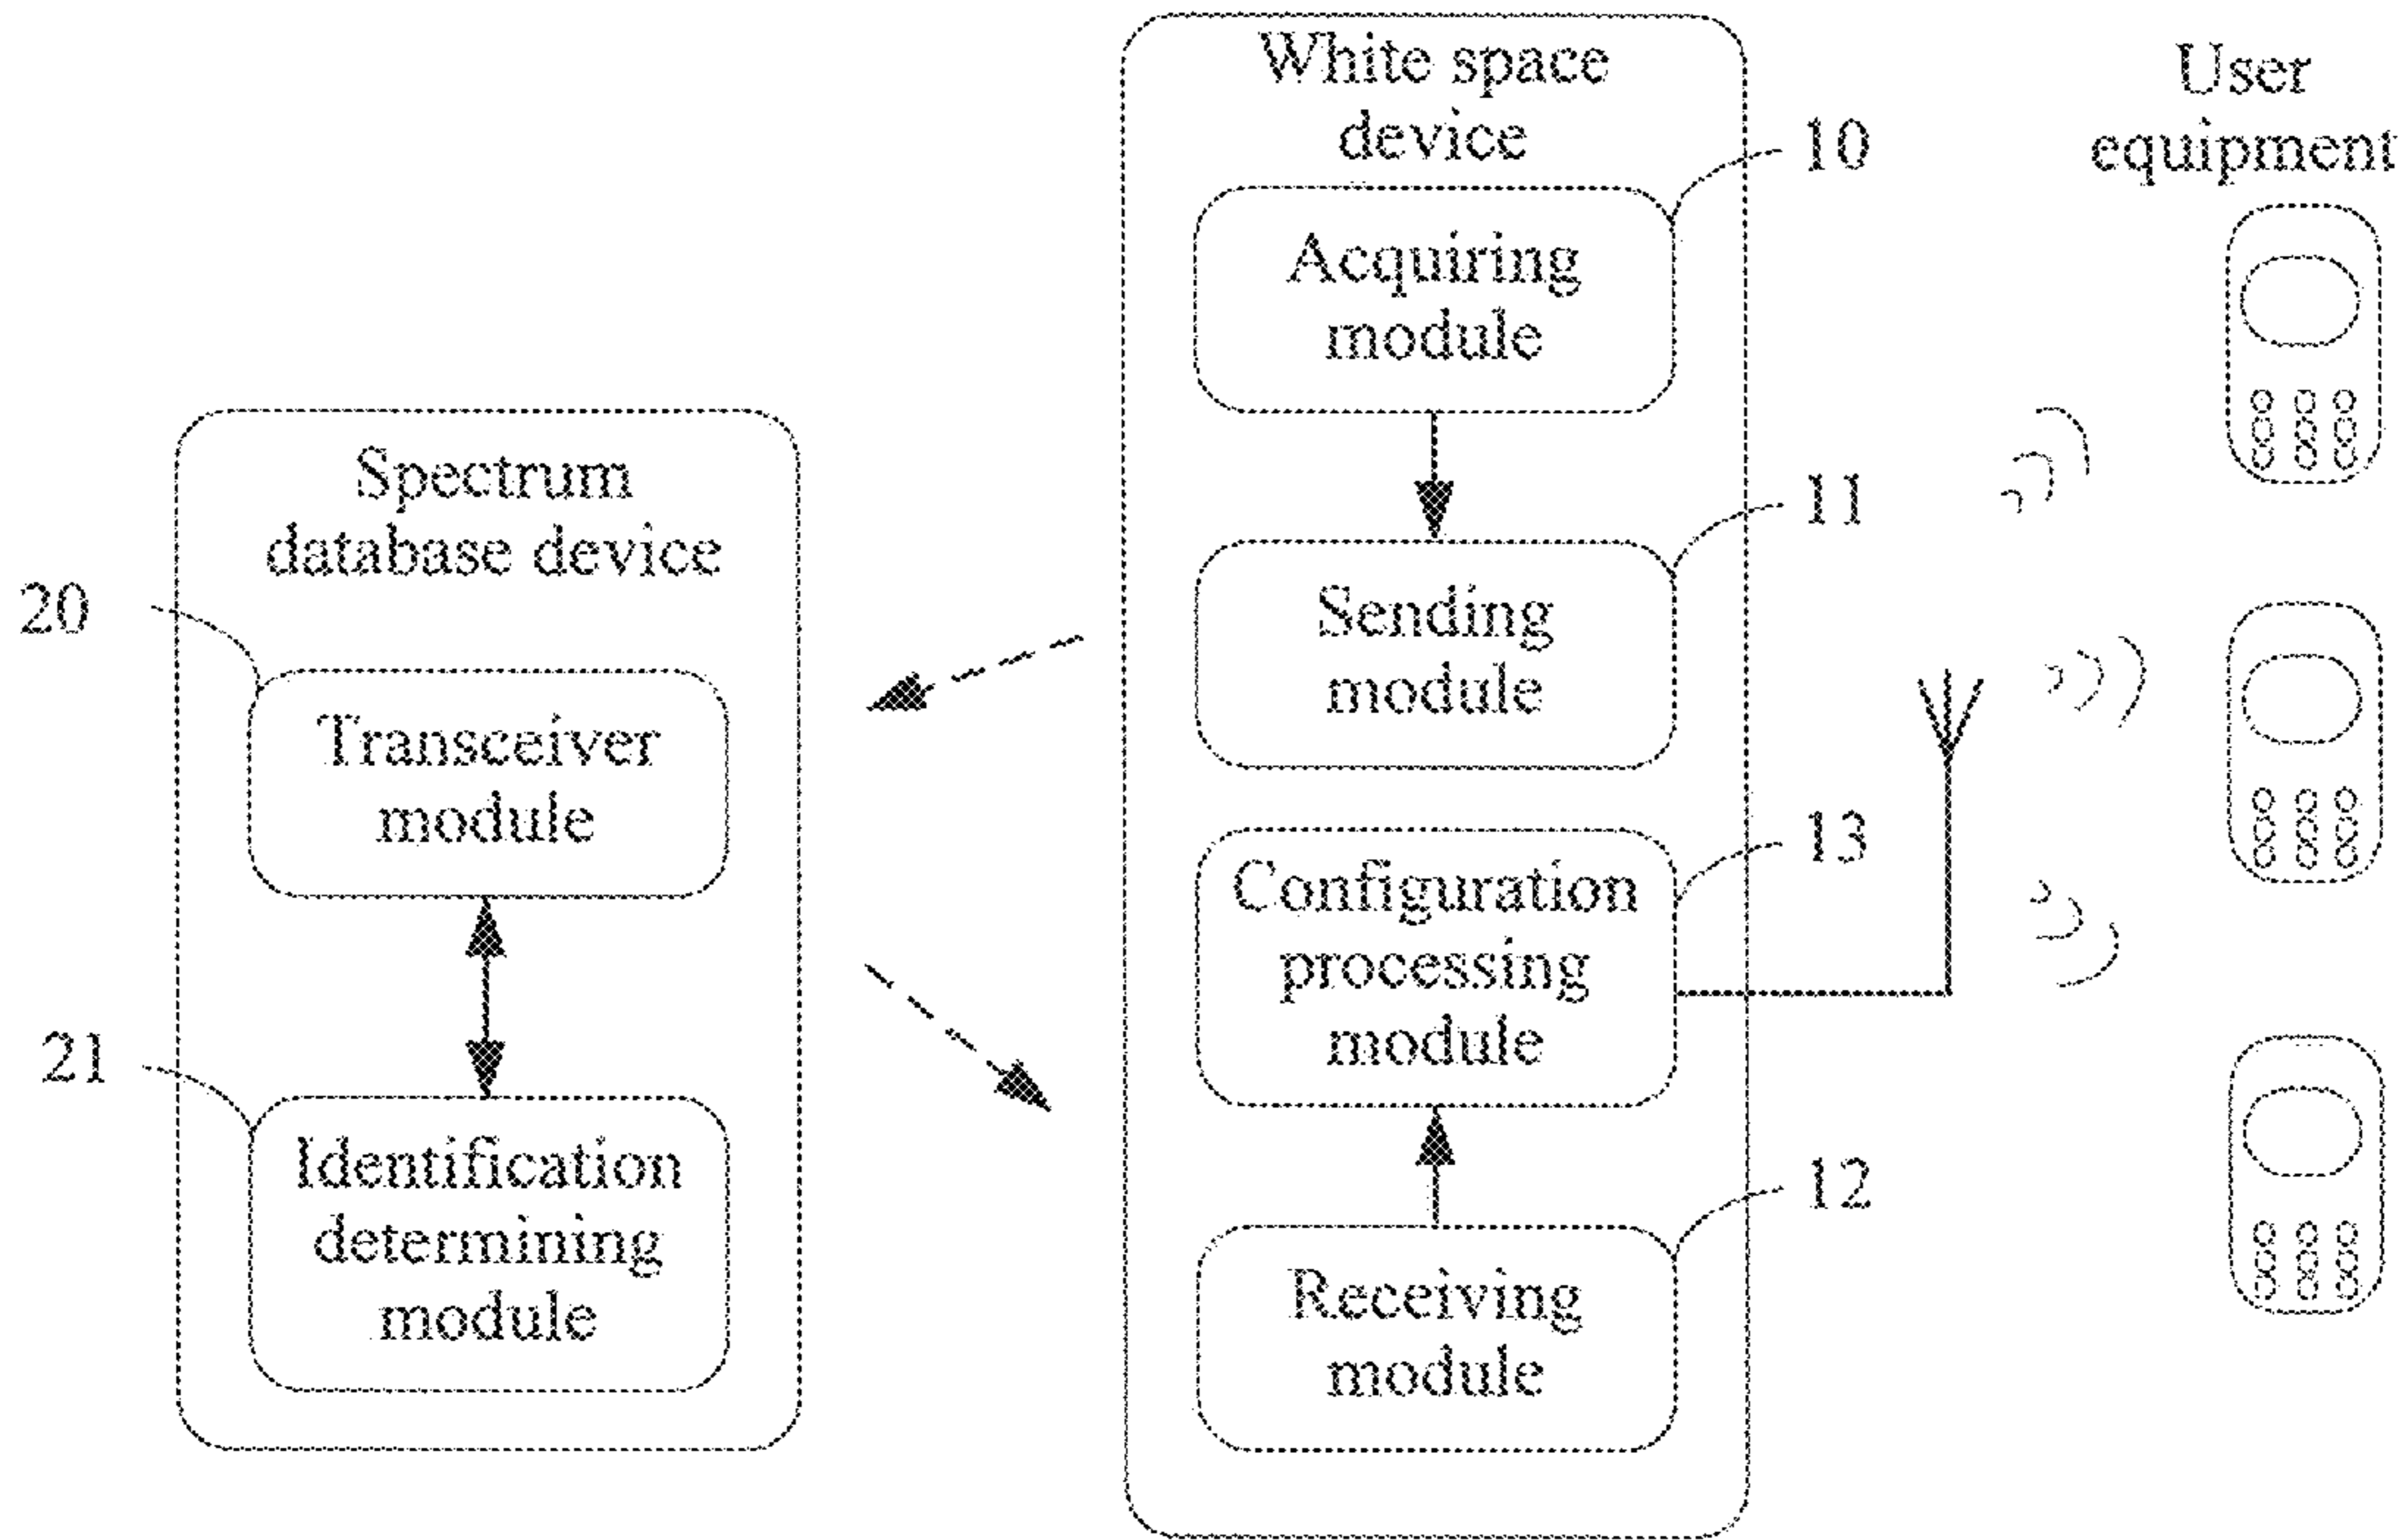 White space
device
10
Acquiring
module
11
Sending
module
13
Configuration
processing
module
12
Receiving
module
User
equipment
Spectrum
database device
20
Transceiver
module
21
Identification
determining
module